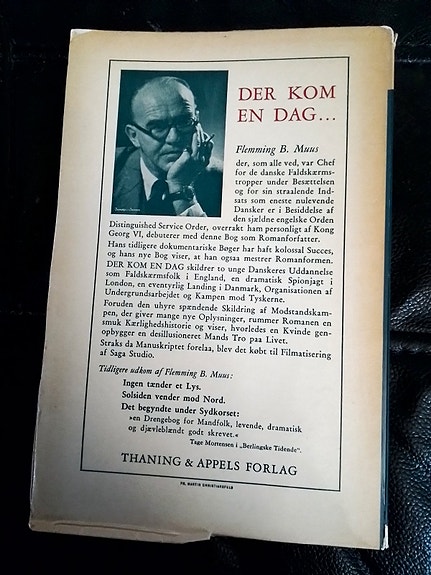 DER KOM
EN DAG...
Flemming B. Muus
der, som alle ved, var Chef
for de danske Faldskærms-
tropper under Besættelsen
og for sin straalende Ind-
sats som eneste nulevende
Dansker er i Besiddelse af
den sjældne engelske Orden
Distinguished Service Order, overrakt ham personligt af Kong
Georg VI, debuterer med denne Bog som Romanforfatter.
Hans tidligere dokumentariske Bøger har haft kolossal Succes,
og hans nye Bog viser, at han ogsaa mestrer Romanformen.
DER KOM EN DAG skildrer to unge Danskeres Uddannelse
som Faldskærmsfolk i England, en dramatisk Spionjagt i
London, en eventyrlig Landing i Danmark, Organisationen af
Undergrundsarbejdet og Kampen mod Tyskerne.
Foruden den uhyre spændende Skildring af Modstandskam-
pen, der giver mange nye Oplysninger, rummer Romanen en
smuk Kærlighedshistorie og viser, hvorledes en Kvinde gen-
opbygger en desillusioneret Mands Tro paa Livet.
Straks da Manuskriptet forelaa, blev det købt til Filmatisering
af Saga Studio.
Tidligere udkom af Flemming B. Muus:
Ingen tænder et Lys.
Solsiden vender mod Nord.
Det begyndte under Sydkorset:
»en Drengebog for Mandfolk, levende, dramatisk
og djævleblændt godt skrevet.«
Tage Mortensen i „Berlingske Tidende".
THANING & APPELS FORLAG
FR. MARTIN CHRISTIANSFELD